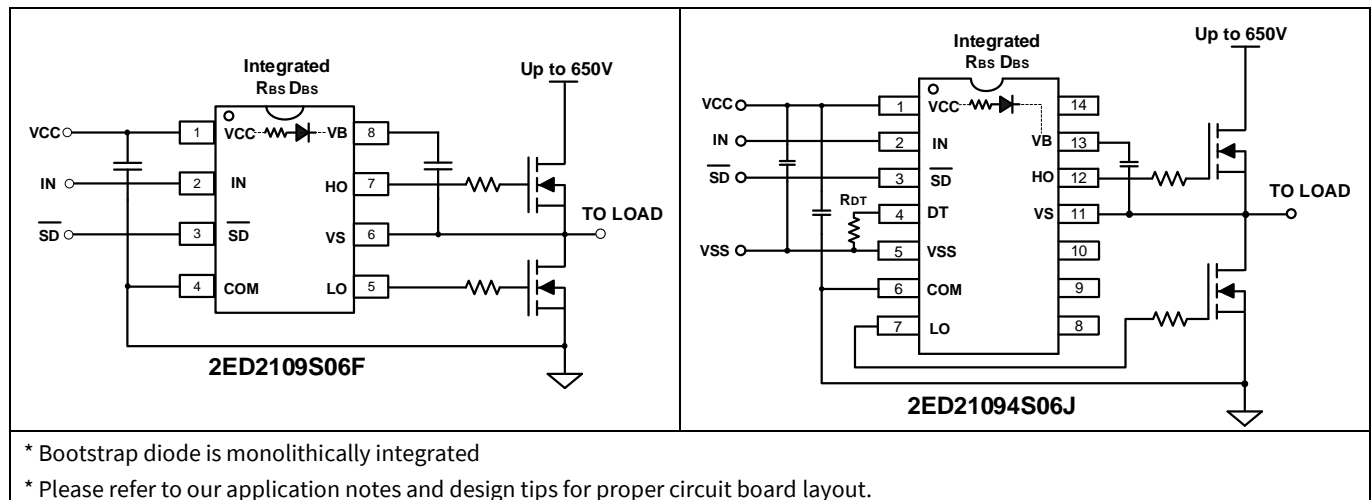 Integrated
RBS DBS
Up to 650V
VCC
1
VCC
VB
8
IN
2
IN
HO
7
TO LOAD
SD
3
SD
VS
6
4
COM
LO
5
2ED2109S06F
Integrated
RBS DBS
Up to 650V
VCC
1
VCC
14
IN
2
IN
VB
13
SD
3
SD
HO
12
TO LOAD
RDT
4
DT
VS
11
VSS
5
VSS
10
6
COM
9
7
LO
8
2ED21094S06J
* Bootstrap diode is monolithically integrated
* Please refer to our application notes and design tips for proper circuit board layout.